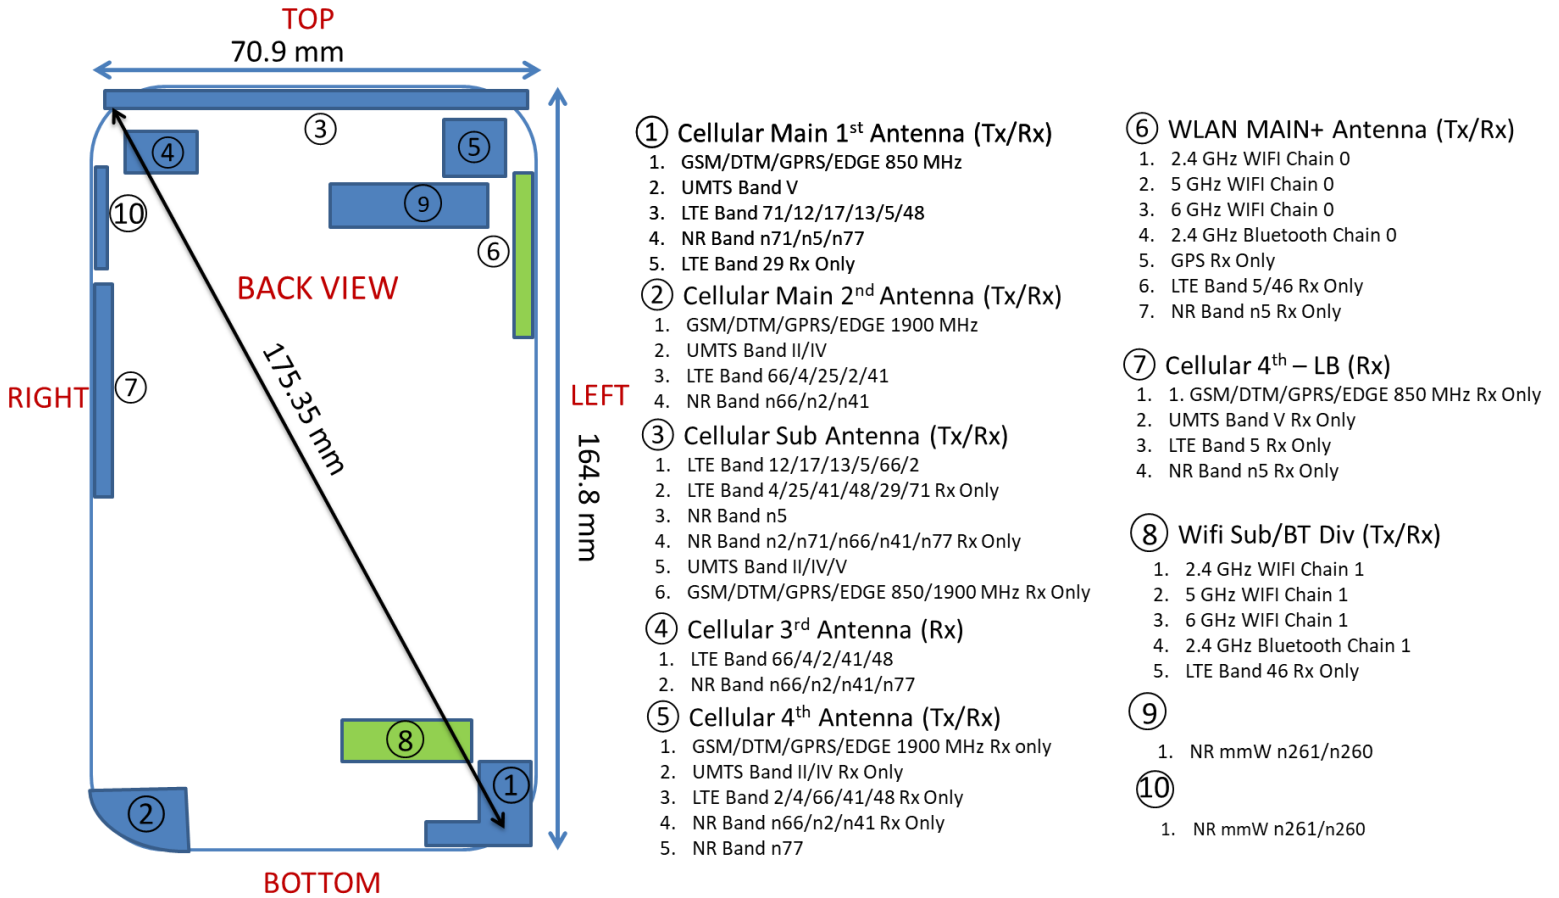 TOP
70.9 mm
③
④
⑤
⑨
⑩
⑥
BACK VIEW
175.35 mm
RIGHT
⑦
LEFT
164.8 mm
⑧
①
②
BOTTOM
① Cellular Main 1st Antenna (Tx/Rx)
1. GSM/DTM/GPRS/EDGE 850 MHz
2. UMTS Band V
3. LTE Band 71/12/17/13/5/48
4. NR Band n71/n5/n77
5. LTE Band 29 Rx Only
② Cellular Main 2nd Antenna (Tx/Rx)
1. GSM/DTM/GPRS/EDGE 1900 MHz
2. UMTS Band II/IV
3. LTE Band 66/4/25/2/41
4. NR Band n66/n2/n41
③ Cellular Sub Antenna (Tx/Rx)
1. LTE Band 12/17/13/5/66/2
2. LTE Band 4/25/41/48/29/71 Rx Only
3. NR Band n5
4. NR Band n2/n71/n66/n41/n77 Rx Only
5. UMTS Band II/IV/V
6. GSM/DTM/GPRS/EDGE 850/1900 MHz Rx Only
④ Cellular 3rd Antenna (Rx)
1. LTE Band 66/4/2/41/48
2. NR Band n66/n2/n41/n77
⑤ Cellular 4th Antenna (Tx/Rx)
1. GSM/DTM/GPRS/EDGE 1900 MHz Rx only
2. UMTS Band II/IV Rx Only
3. LTE Band 2/4/66/41/48 Rx Only
4. NR Band n66/n2/n41 Rx Only
5. NR Band n77
⑥ WLAN MAIN+ Antenna (Tx/Rx)
1. 2.4 GHz WIFI Chain 0
2. 5 GHz WIFI Chain 0
3. 6 GHz WIFI Chain 0
4. 2.4 GHz Bluetooth Chain 0
5. GPS Rx Only
6. LTE Band 5/46 Rx Only
7. NR Band n5 Rx Only
⑦ Cellular 4th – LB (Rx)
1. 1. GSM/DTM/GPRS/EDGE 850 MHz Rx Only
2. UMTS Band V Rx Only
3. LTE Band 5 Rx Only
4. NR Band n5 Rx Only
⑧ Wifi Sub/BT Div (Tx/Rx)
1. 2.4 GHz WIFI Chain 1
2. 5 GHz WIFI Chain 1
3. 6 GHz WIFI Chain 1
4. 2.4 GHz Bluetooth Chain 1
5. LTE Band 46 Rx Only
⑨
1. NR mmW n261/n260
⑩
1. NR mmW n261/n260